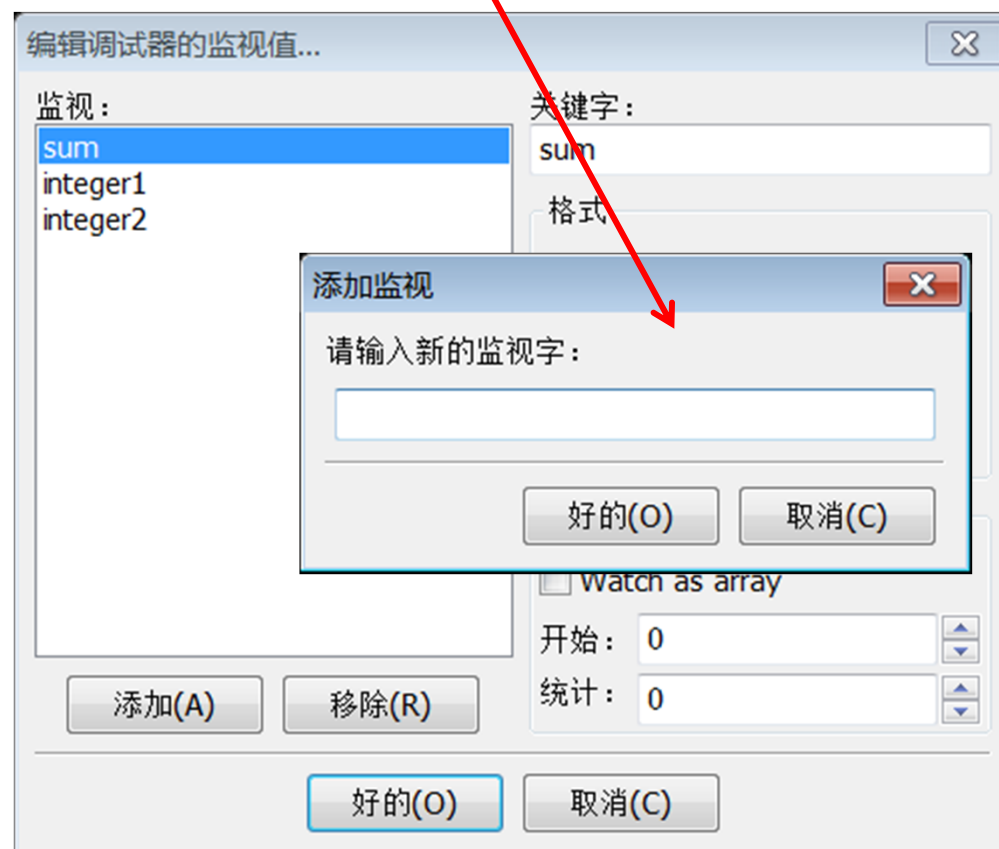 编辑调试器的监视值...
监视：
关键字：
sum
sum
integer1
integer2
格式
添加监视
请输入新的监视字：
好的(O)
取消(C)
Watch as array
开始：
0
统计：
0
添加(A)
移除(R)
好的(O)
取消(C)